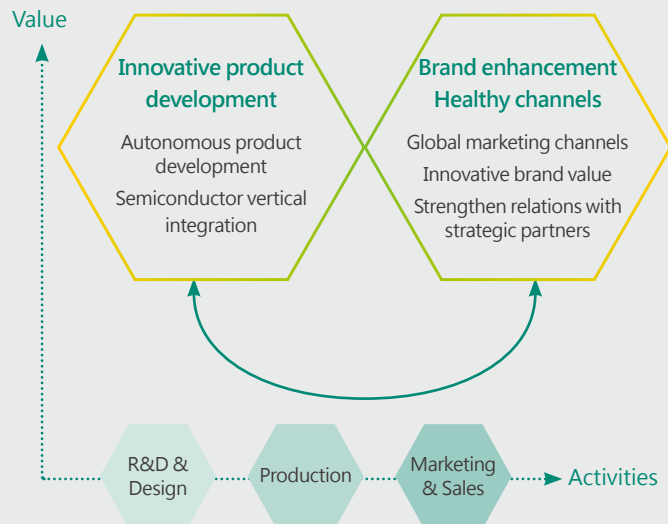 Value
Innovative product
development
Autonomous product
development
Semiconductor vertical
integration
Brand enhancement
Healthy channels
Global marketing channels
Innovative brand value
Strengthen relations with
strategic partners
R&D &
Design
Production
Marketing
& Sales
Activities